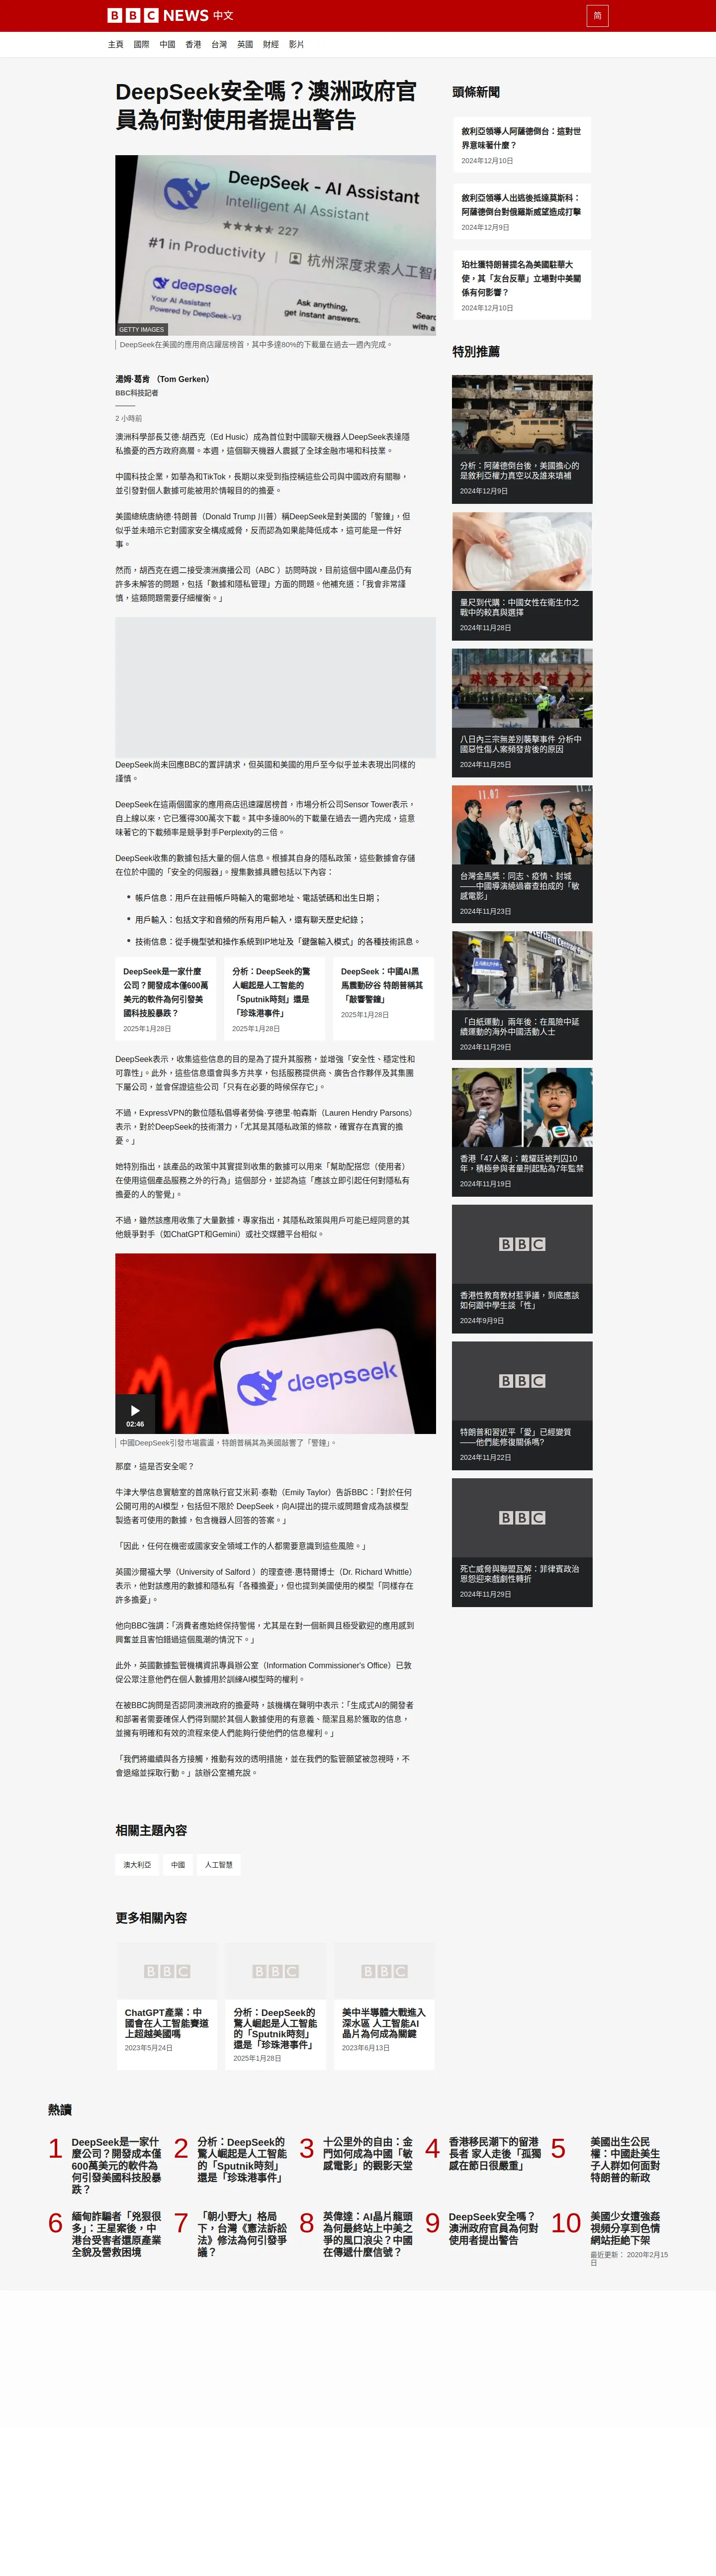 BBC NEWS 中文
简
主頁 國際 中國 香港 台灣 英國 財經 影片
DeepSeek安全嗎？澳洲政府官
員為何對使用者提出警告
DeepSeek - AI Assistant
Intelligent AI Assistant
227
#1 in Productivity
杭州深度求索人工智
deepseek
Your AI Assistant
Powered by DeepSeek-V3
Ask anything,
get instant answers.
GETTY IMAGES
DeepSeek在美國的應用商店躍居榜首，其中多達80%的下載量在過去一週內完成。
湯姆·葛肯 （Tom Gerken）
BBC科技記者
2 小時前
澳洲科學部長艾德·胡西克（Ed Husic）成為首位對中國聊天機器人DeepSeek表達隱
私擔憂的西方政府高層。本週，這個聊天機器人震撼了全球金融市場和科技業。
中國科技企業，如華為和TikTok，長期以來受到指控稱這些公司與中國政府有關聯，
並引發對個人數據可能被用於情報目的的擔憂。
美國總統唐納德·特朗普（Donald Trump 川普）稱DeepSeek是對美國的「警鐘」，但
似乎並未暗示它對國家安全構成威脅，反而認為如果能降低成本，這可能是一件好
事。
然而，胡西克在週二接受澳洲廣播公司（ABC ）訪問時說，目前這個中國AI產品仍有
許多未解答的問題，包括「數據和隱私管理」方面的問題。他補充道：「我會非常謹
慎，這類問題需要仔細權衡。」
DeepSeek尚未回應BBC的置評請求，但英國和美國的用戶至今似乎並未表現出同樣的
謹慎。
DeepSeek在這兩個國家的應用商店迅速躍居榜首，市場分析公司Sensor Tower表示，
自上線以來，它已獲得300萬次下載。其中多達80%的下載量在過去一週內完成，這意
味著它的下載頻率是競爭對手Perplexity的三倍。
DeepSeek收集的數據包括大量的個人信息。根據其自身的隱私政策，這些數據會存儲
在位於中國的「安全的伺服器」。搜集數據具體包括以下內容：
帳戶信息：用戶在註冊帳戶時輸入的電郵地址、電話號碼和出生日期；
用戶輸入：包括文字和音頻的所有用戶輸入，還有聊天歷史紀錄；
技術信息：從手機型號和操作系統到IP地址及「鍵盤輸入模式」的各種技術訊息。
DeepSeek是一家什麼
公司？開發成本僅600萬
美元的軟件為何引發美
國科技股暴跌？
2025年1月28日
分析：DeepSeek的驚
人崛起是人工智能的
「Sputnik時刻」還是
「珍珠港事件」
2025年1月28日
DeepSeek：中國AI黑
馬震動矽谷 特朗普稱其
「敲響警鐘」
2025年1月28日
DeepSeek表示，收集這些信息的目的是為了提升其服務，並增強「安全性、穩定性和
可靠性」。此外，這些信息還會與多方共享，包括服務提供商、廣告合作夥伴及其集團
下屬公司，並會保證這些公司「只有在必要的時候保存它」。
不過，ExpressVPN的數位隱私倡導者勞倫·亨德里·帕森斯（Lauren Hendry Parsons）
表示，對於DeepSeek的技術潛力，「尤其是其隱私政策的條款，確實存在真實的擔
憂。」
她特別指出，該產品的政策中其實提到收集的數據可以用來「幫助配搭您（使用者）
在使用這個產品服務之外的行為」這個部分，並認為這「應該立即引起任何對隱私有
擔憂的人的警覺」。
不過，雖然該應用收集了大量數據，專家指出，其隱私政策與用戶可能已經同意的其
他競爭對手（如ChatGPT和Gemini）或社交媒體平台相似。
deepseek
02:46
中國DeepSeek引發市場震盪，特朗普稱其為美國敲響了「警鐘」。
那麼，這是否安全呢？
牛津大學信息實驗室的首席執行官艾米莉·泰勒（Emily Taylor）告訴BBC：「對於任何
公開可用的AI模型，包括但不限於 DeepSeek，向AI提出的提示或問題會成為該模型
製造者可使用的數據，包含機器人回答的答案。」
「因此，任何在機密或國家安全領域工作的人都需要意識到這些風險。」
英國沙爾福大學（University of Salford ）的理查德·惠特爾博士（Dr. Richard Whittle）
表示，他對該應用的數據和隱私有「各種擔憂」，但也提到美國使用的模型「同樣存在
許多擔憂」。
他向BBC強調：「消費者應始終保持警惕，尤其是在對一個新興且極受歡迎的應用感到
興奮並且害怕錯過這個風潮的情況下。」
此外，英國數據監管機構資訊專員辦公室（Information Commissioner's Office）已敦
促公眾注意他們在個人數據用於訓練AI模型時的權利。
在被BBC詢問是否認同澳洲政府的擔憂時，該機構在聲明中表示：「生成式AI的開發者
和部署者需要確保人們得到關於其個人數據使用的有意義、簡潔且易於獲取的信息，
並擁有明確和有效的流程來使人們能夠行使他們的信息權利。」
「我們將繼續與各方接觸，推動有效的透明措施，並在我們的監管願望被忽視時，不
會退縮並採取行動。」該辦公室補充說。
相關主題內容
澳大利亞 中國 人工智慧
更多相關內容
BBC
ChatGPT產業：中
國會在人工智能賽道
上超越美國嗎
2023年5月24日
BBC
分析：DeepSeek的
驚人崛起是人工智能
的「Sputnik時刻」
還是「珍珠港事件」
2025年1月28日
BBC
美中半導體大戰進入
深水區 人工智能AI
晶片為何成為關鍵
2023年6月13日
頭條新聞
敘利亞領導人阿薩德倒台：這對世
界意味著什麼？
2024年12月10日
敘利亞領導人出逃後抵達莫斯科：
阿薩德倒台對俄羅斯威望造成打擊
2024年12月9日
珀杜獲特朗普提名為美國駐華大
使，其「友台反華」立場對中美關
係有何影響？
2024年12月10日
特別推薦
分析：阿薩德倒台後，美國擔心的
是敘利亞權力真空以及誰來填補
2024年12月9日
量尺到代購：中國女性在衛生巾之
戰中的較真與選擇
2024年11月28日
珠海市全民健身广
八日內三宗無差別襲擊事件 分析中
國惡性傷人案頻發背後的原因
2024年11月25日
11.07
台灣金馬獎：同志、疫情、封城
——中國導演繞過審查拍成的「敏
感電影」
2024年11月23日
「白紙運動」兩年後：在風險中延
續運動的海外中國活動人士
2024年11月29日
香港「47人案」：戴耀廷被判囚10
年，積極參與者量刑起點為7年監禁
2024年11月19日
BBC
香港性教育教材惹爭議，到底應該
如何跟中學生談「性」
2024年9月9日
BBC
特朗普和習近平「愛」已經變質
——他們能修復關係嗎?
2024年11月22日
BBC
死亡威脅與聯盟瓦解：菲律賓政治
恩怨迎來戲劇性轉折
2024年11月29日
熱讀
1
DeepSeek是一家什
麼公司？開發成本僅
600萬美元的軟件為
何引發美國科技股暴
跌？
2
分析：DeepSeek的
驚人崛起是人工智能
的「Sputnik時刻」
還是「珍珠港事件」
3
十公里外的自由：金
門如何成為中國「敏
感電影」的觀影天堂
4
香港移民潮下的留港
長者 家人走後「孤獨
感在節日很嚴重」
5
美國出生公民
權：中國赴美生
子人群如何面對
特朗普的新政
6
緬甸詐騙者「兇狠很
多」：王星案後，中
港台受害者還原產業
全貌及營救困境
7
「朝小野大」格局
下，台灣《憲法訴訟
法》修法為何引發爭
議？
8
英偉達：AI晶片龍頭
為何最終站上中美之
爭的風口浪尖？中國
在傳遞什麼信號？
9
DeepSeek安全嗎？
澳洲政府官員為何對
使用者提出警告
10
美國少女遭強姦
視頻分享到色情
網站拒絕下架
最近更新： 2020年2月15
日